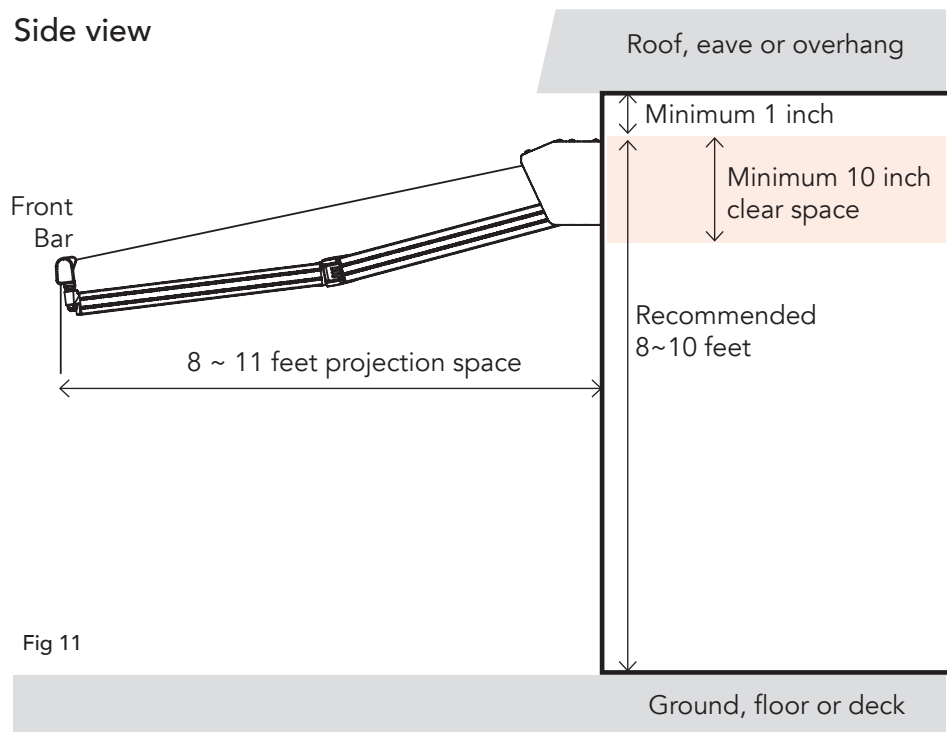 Side view
Roof, eave or overhang
Minimum 1 inch
Minimum 10 inch
clear space
Front
Bar
Recommended
8~10 feet
8 ~ 11 feet projection space
Fig 11
Ground, floor or deck